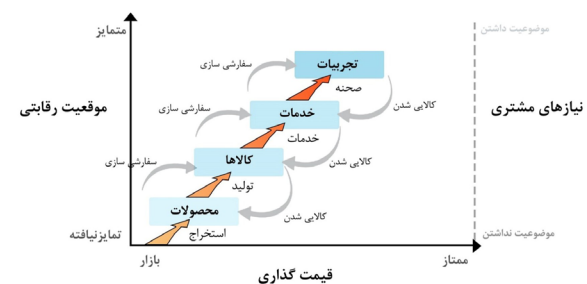 متمایز
موضوعیت داشتن
تجربیات
سفارشی سازی
صحنه
کالایی شدن
موقعیت رقابتی
نیازهای مشتری
خدمات
سفارشی سازی
خدمات
کالایی شدن
کالاها
سفارشی سازی
تولید
محصولات
کالایی شدن
استخراج
تمایزنیافته
موضوعیت نداشتن
بازار
ممتاز
قیمت گذاری